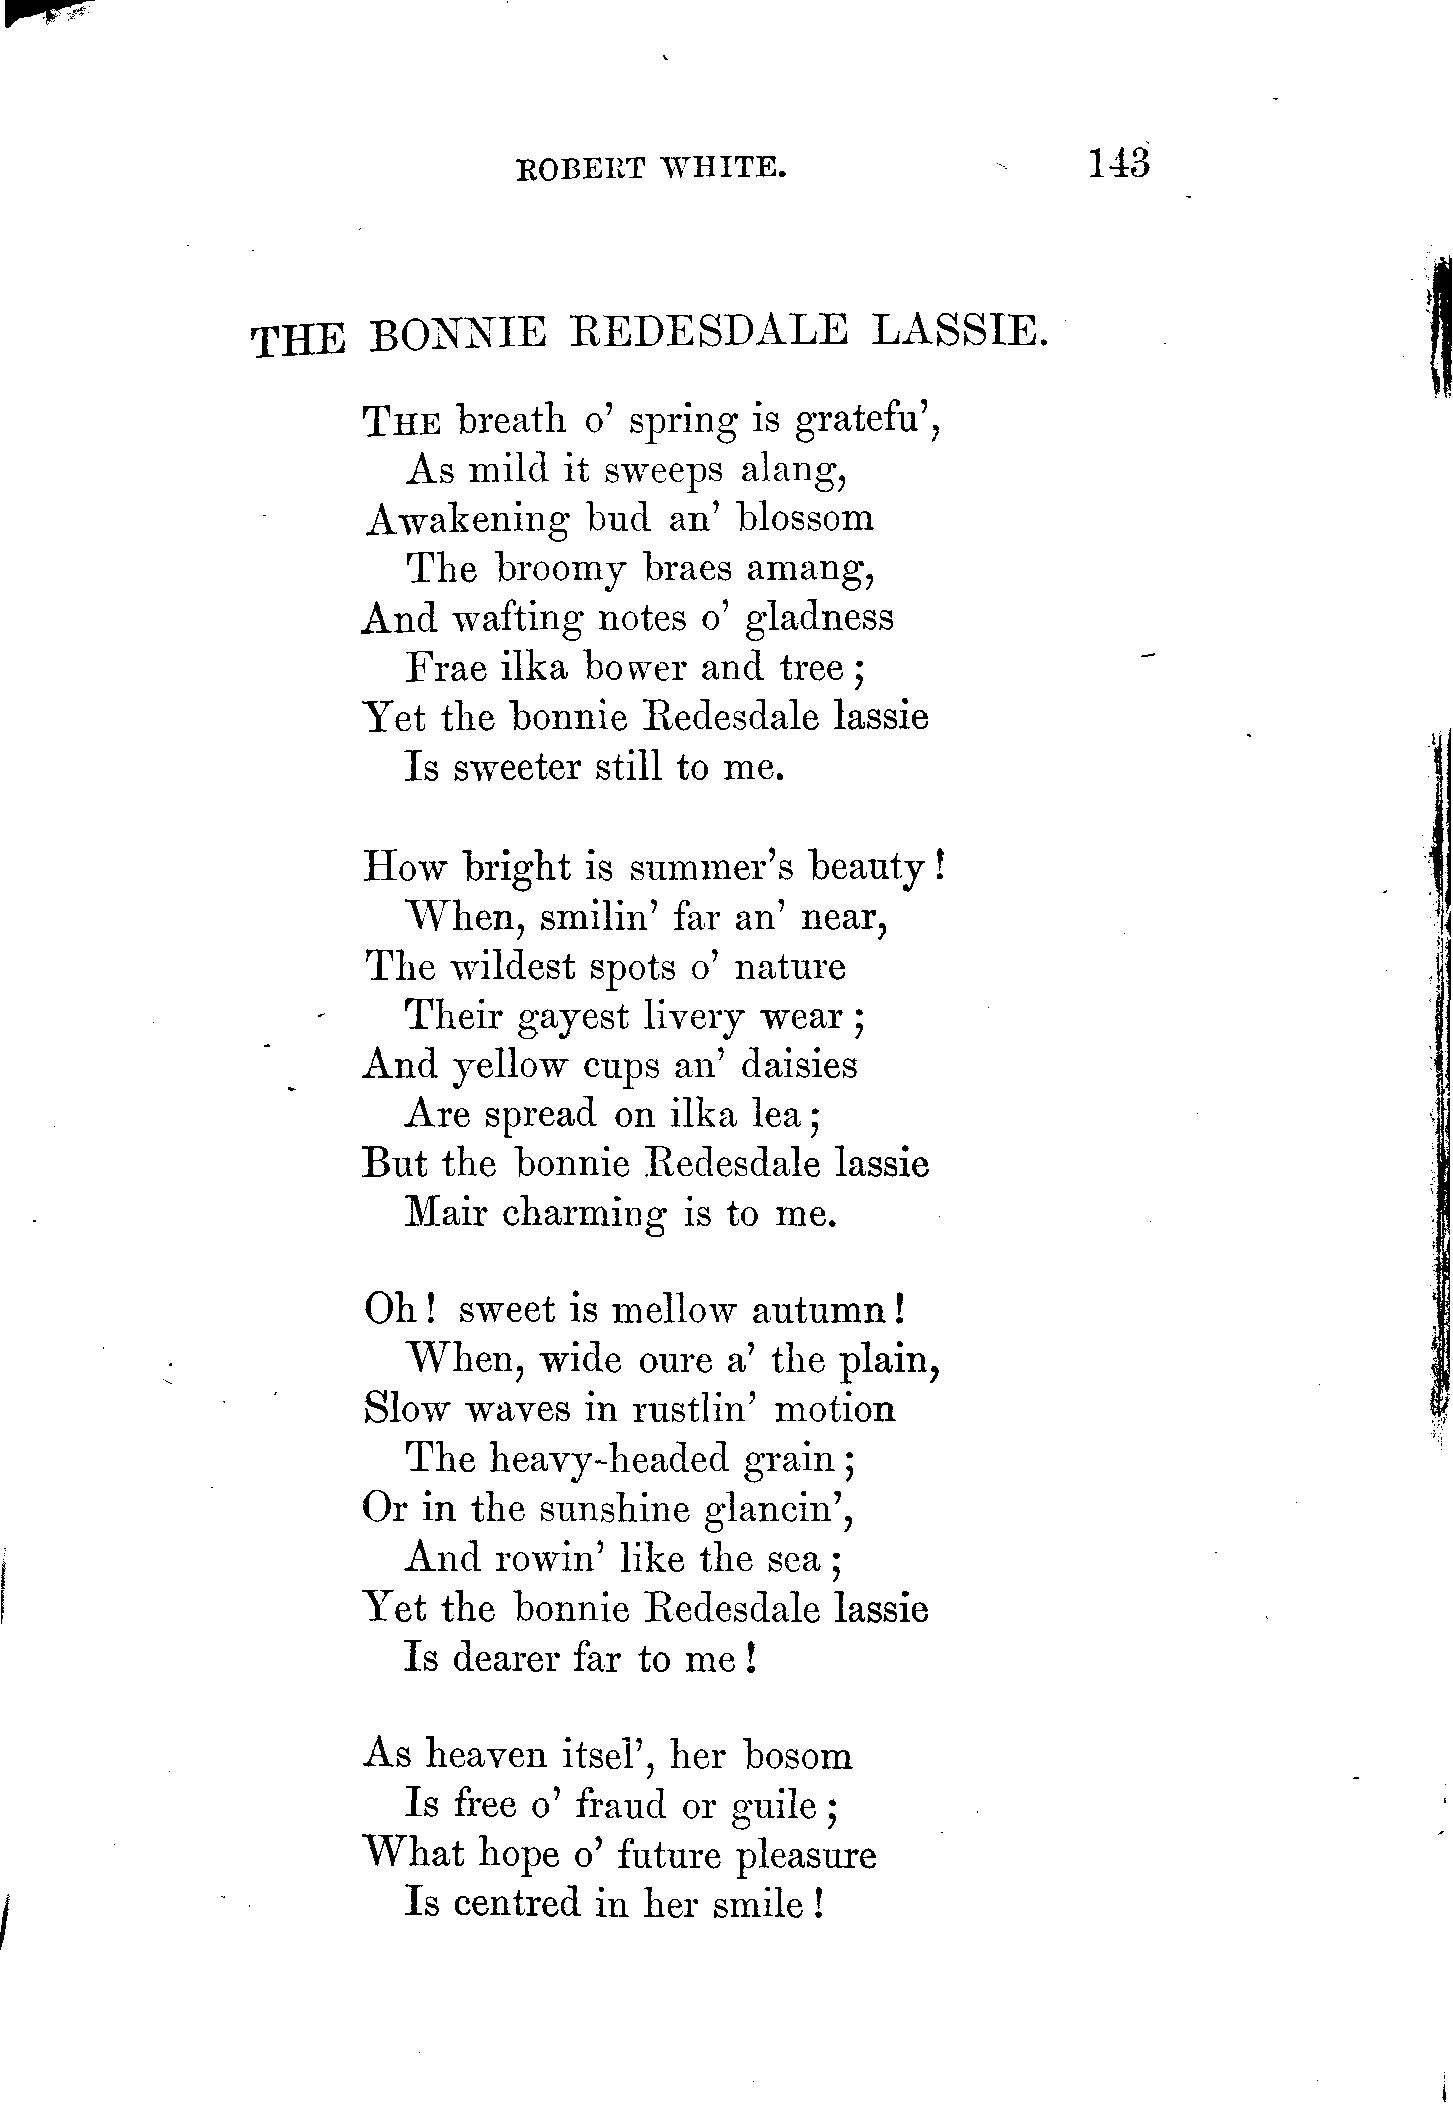 ROBERT WHITE. 143
THE BONNIE REDESDALE LASSIE.
THE breath o' spring is gratefu',
As mild it sweeps alang,
Awakening bud an' blossom
The broomy braes amang,
And wafting notes o' gladness
Frae ilka bower and tree ;
Yet the bonnie Redesdale lassie
Is sweeter still to me.
How bright is summer's beauty !
When, smilin' far an' near,
The wildest spots o' nature
Their gayest livery wear ;
And yellow cups an' daisies
Are spread on ilka lea ;
But the bonnie Redesdale lassie
Mair charming is to me.
Oh ! sweet is mellow autumn !
When, wide oure a' the plain,
Slow waves in rustlin' motion
The heavy-headed grain ;
Or in the sunshine glancin',
And rowin' like the sea ;
Yet the bonnie Redesdale lassie
Is dearer far to me !
As heaven itsel', her bosom
Is free o' fraud or guile ;
What hope o' future pleasure
Is centred in her smile !